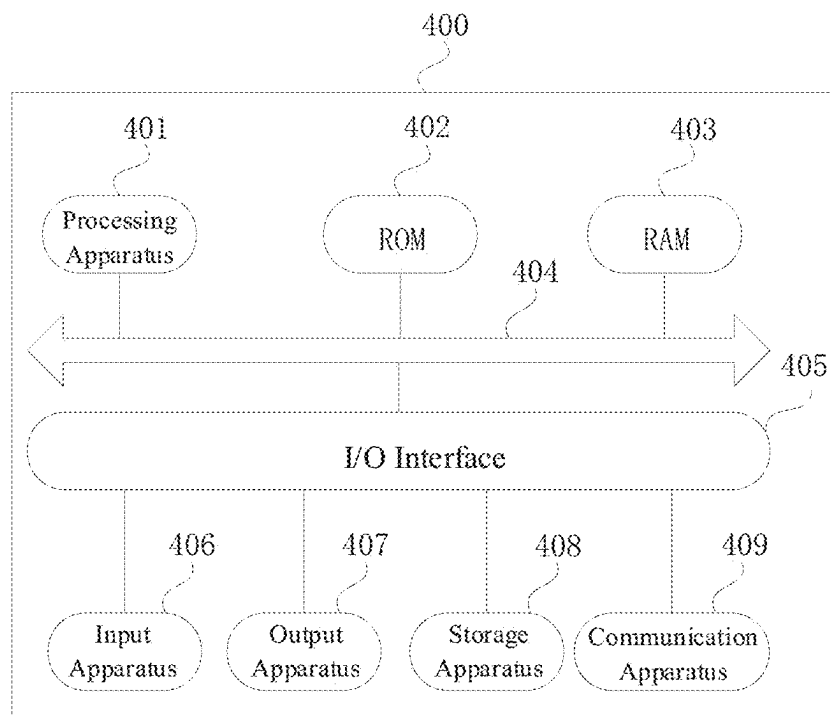 400
401
402
403
Processing
Apparatus
ROM
RAM
404
405
I/O Interface
406
407
408
409
Input
Apparatus
Output
Apparatus
Storage
Apparatus
Communication
Apparatus